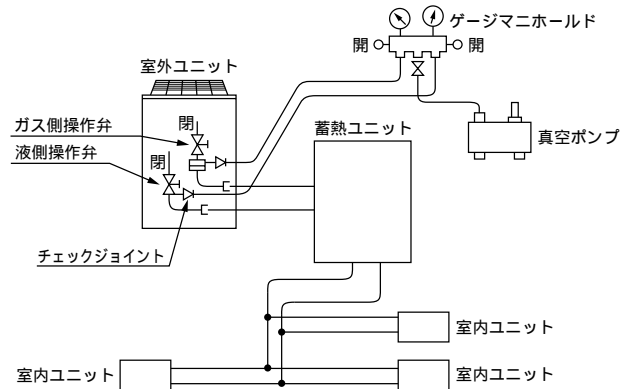 ゲージマニホールド
開
開
室外ユニット
ガス側操作弁
閉
蓄熱ユニット
真空ポンプ
液側操作弁
閉
チェックジョイント
室内ユニット
室内ユニット
室内ユニット